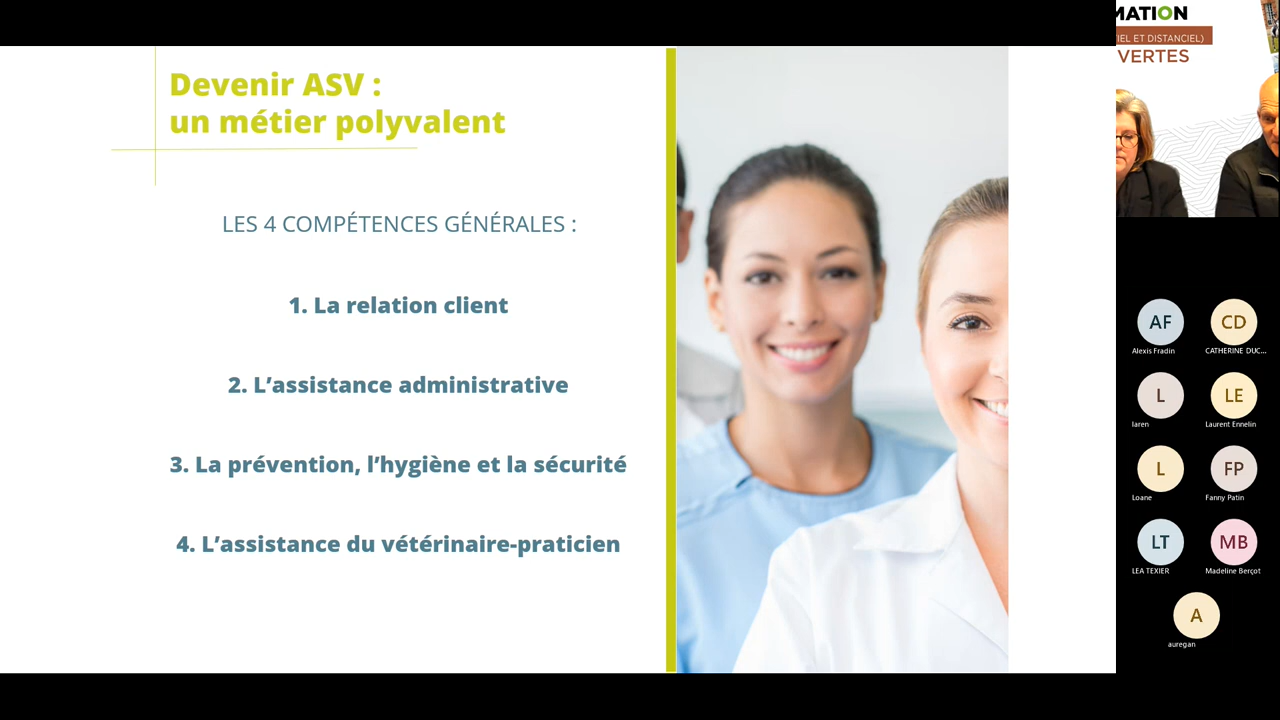 Devenir ASV :
un métier polyvalent
LES 4 COMPÉTENCES GÉNÉRALES :
1. La relation client
2. L’assistance administrative
3. La prévention, l’hygiène et la sécurité
4. L’assistance du vétérinaire-praticien
MATION
IEL ET DISTANCIEL)
VERTES
AF
Alexis Fradin
CD
CATHERINE DUC...
L
laren
LE
Laurent Ennelin
L
Loane
FP
Fanny Patin
LT
LEA TEXIER
MB
Madeline Berçot
A
auregan